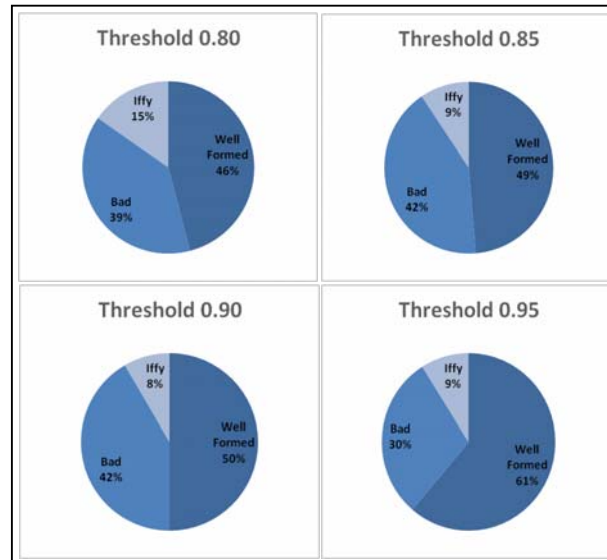 Threshold 0.80
Iffy
15%
Well
Formed
46%
Bad
39%
Threshold 0.85
Iffy
9%
Well
Formed
49%
Bad
42%
Threshold 0.90
Iffy
8%
Well
Formed
50%
Bad
42%
Threshold 0.95
Iffy
9%
Bad
30%
Well
Formed
61%